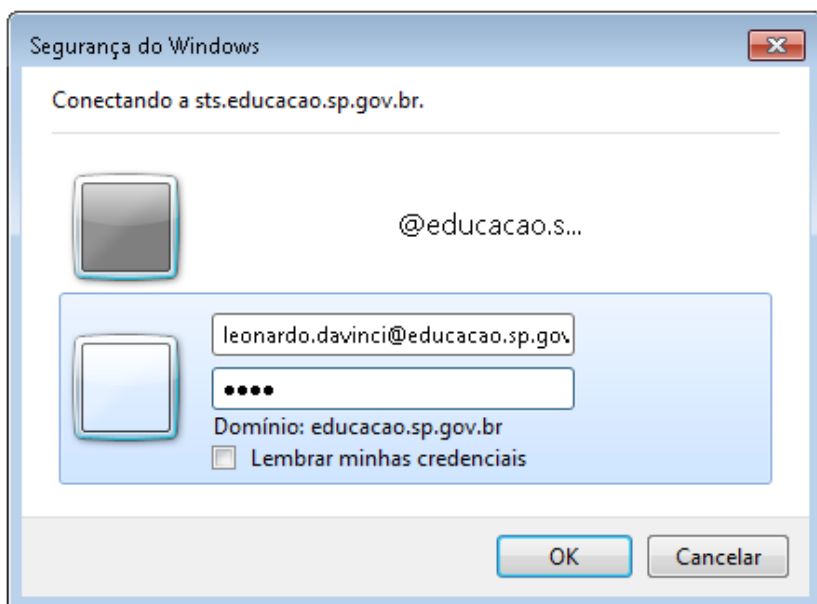 Segurança do Windows
Conectando a sts.educacao.sp.gov.br.
@educacao.s...
leonardo.davinci@educacao.sp.gov
••••
Domínio: educacao.sp.gov.br
Lembrar minhas credenciais
OK
Cancelar